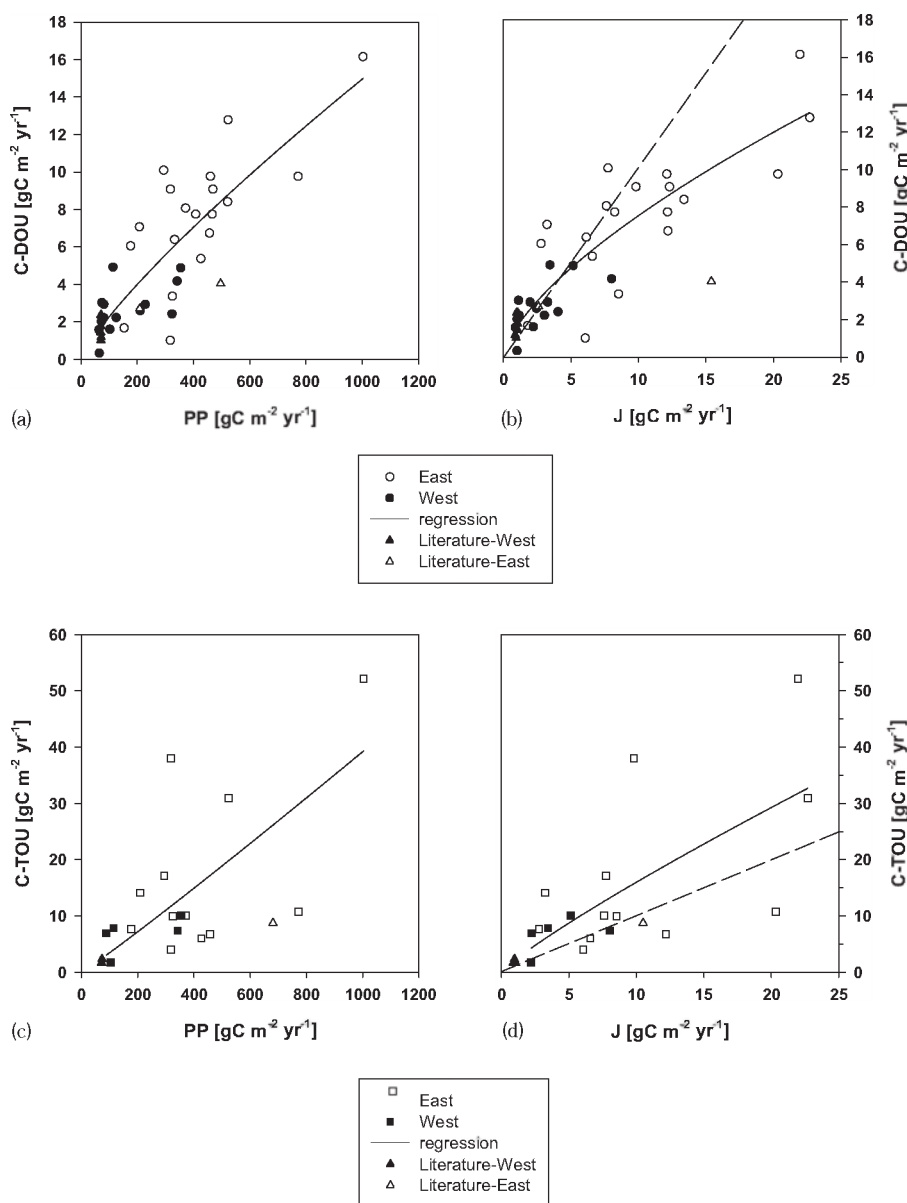 18
16
14
12
10
8
6
4
2
0
C-DOU [gC m⁻² yr⁻¹]
0 200 400 600 800 1000 1200
(a) PP [gC m⁻² yr⁻¹]
18
16
14
12
10
8
6
4
2
0
C-DOU [gC m⁻² yr⁻¹]
0 5 10 15 20 25
(b) J [gC m⁻² yr⁻¹]
East
West
regression
Literature-West
Literature-East
60
50
40
30
20
10
0
C-TOU [gC m⁻² yr⁻¹]
0 200 400 600 800 1000 1200
(c) PP [gC m⁻² yr⁻¹]
60
50
40
30
20
10
0
C-TOU [gC m⁻² yr⁻¹]
0 5 10 15 20 25
(d) J [gC m⁻² yr⁻¹]
East
West
regression
Literature-West
Literature-East